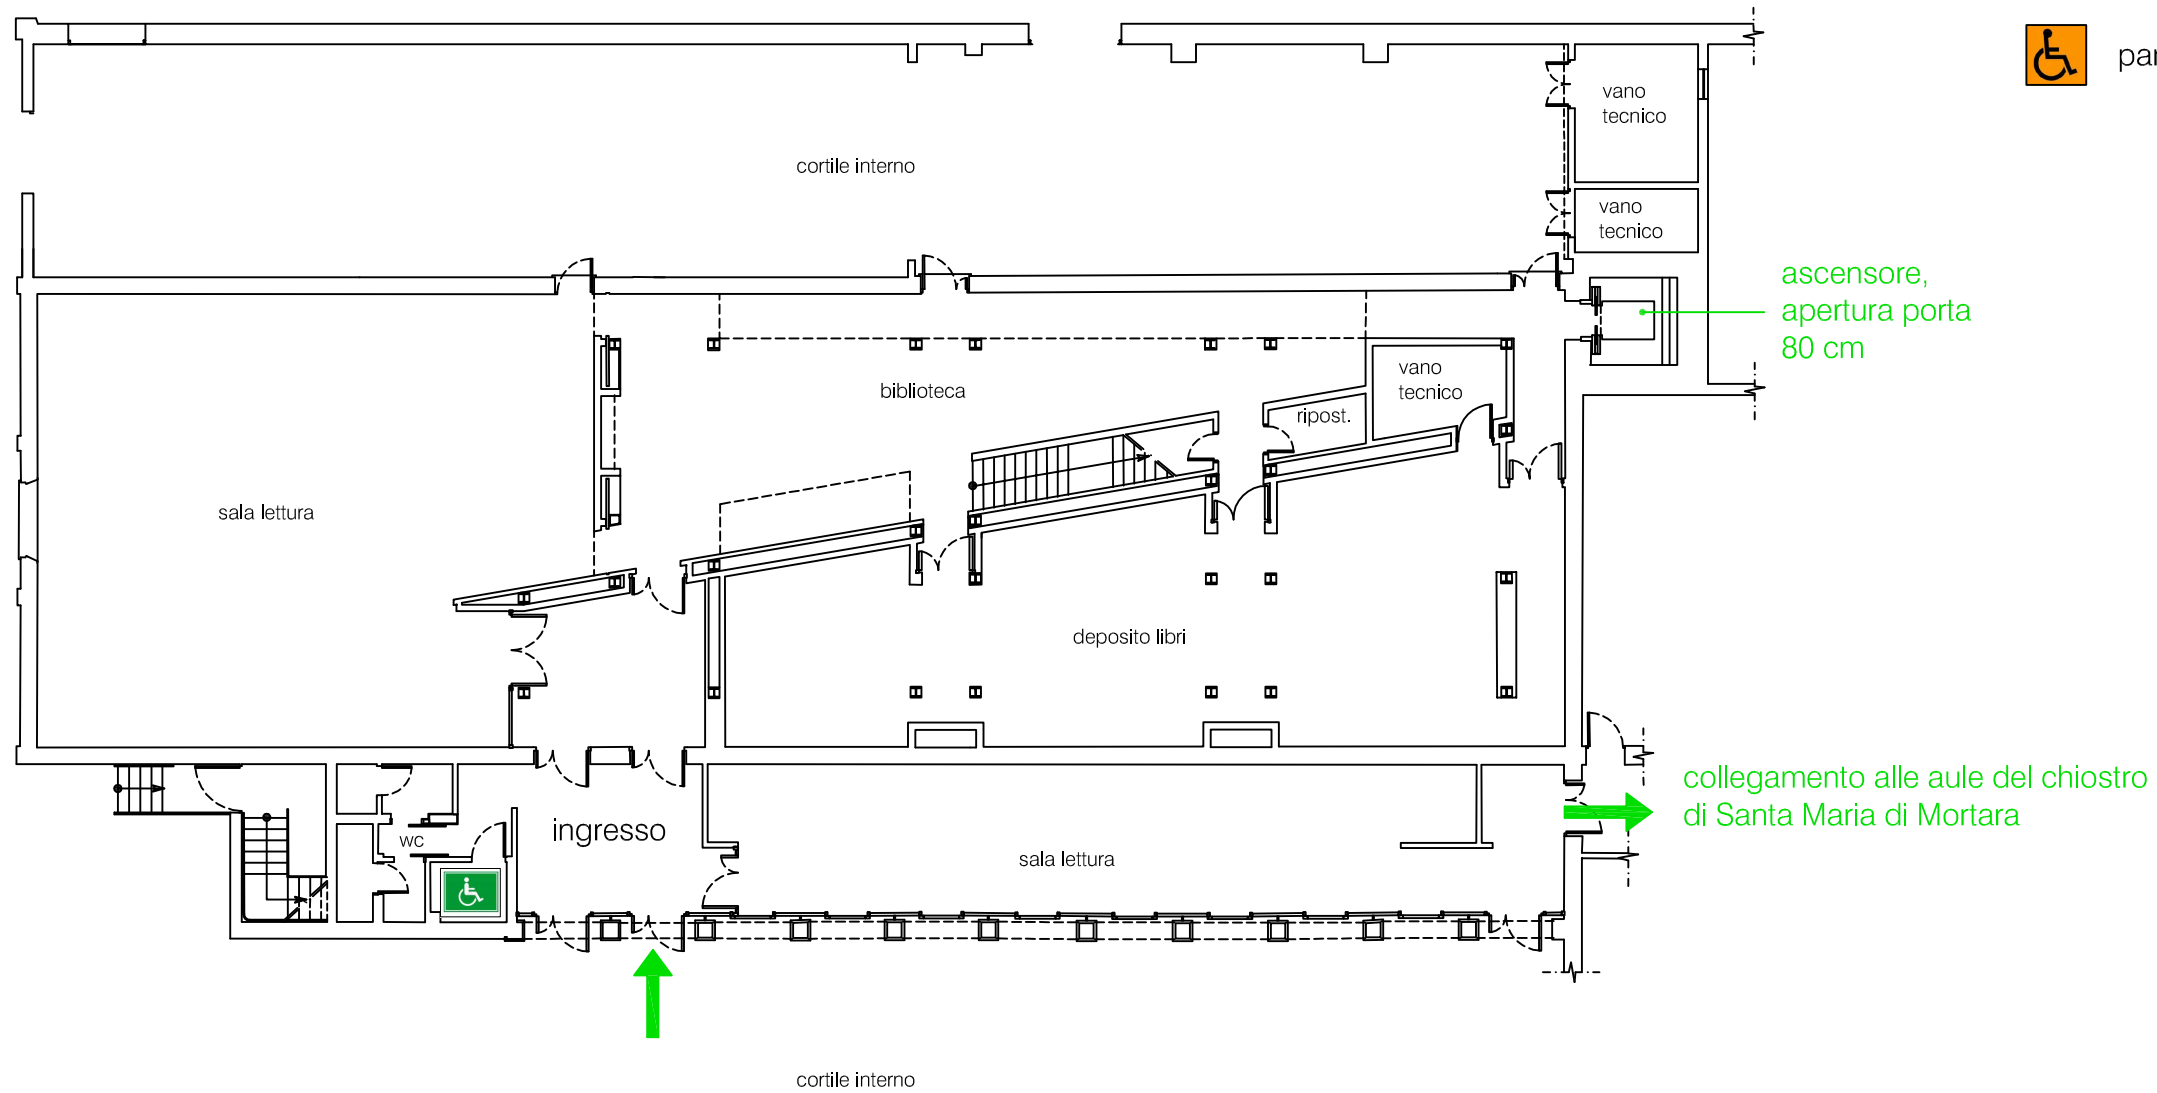 vano
tecnico
cortile interno
vano
tecnico
ascensore,
apertura porta
80 cm
vano
tecnico
biblioteca
ripost.
sala lettura
deposito libri
collegamento alle aule del chiostro
di Santa Maria di Mortara
ingresso
wc
sala lettura
cortile interno